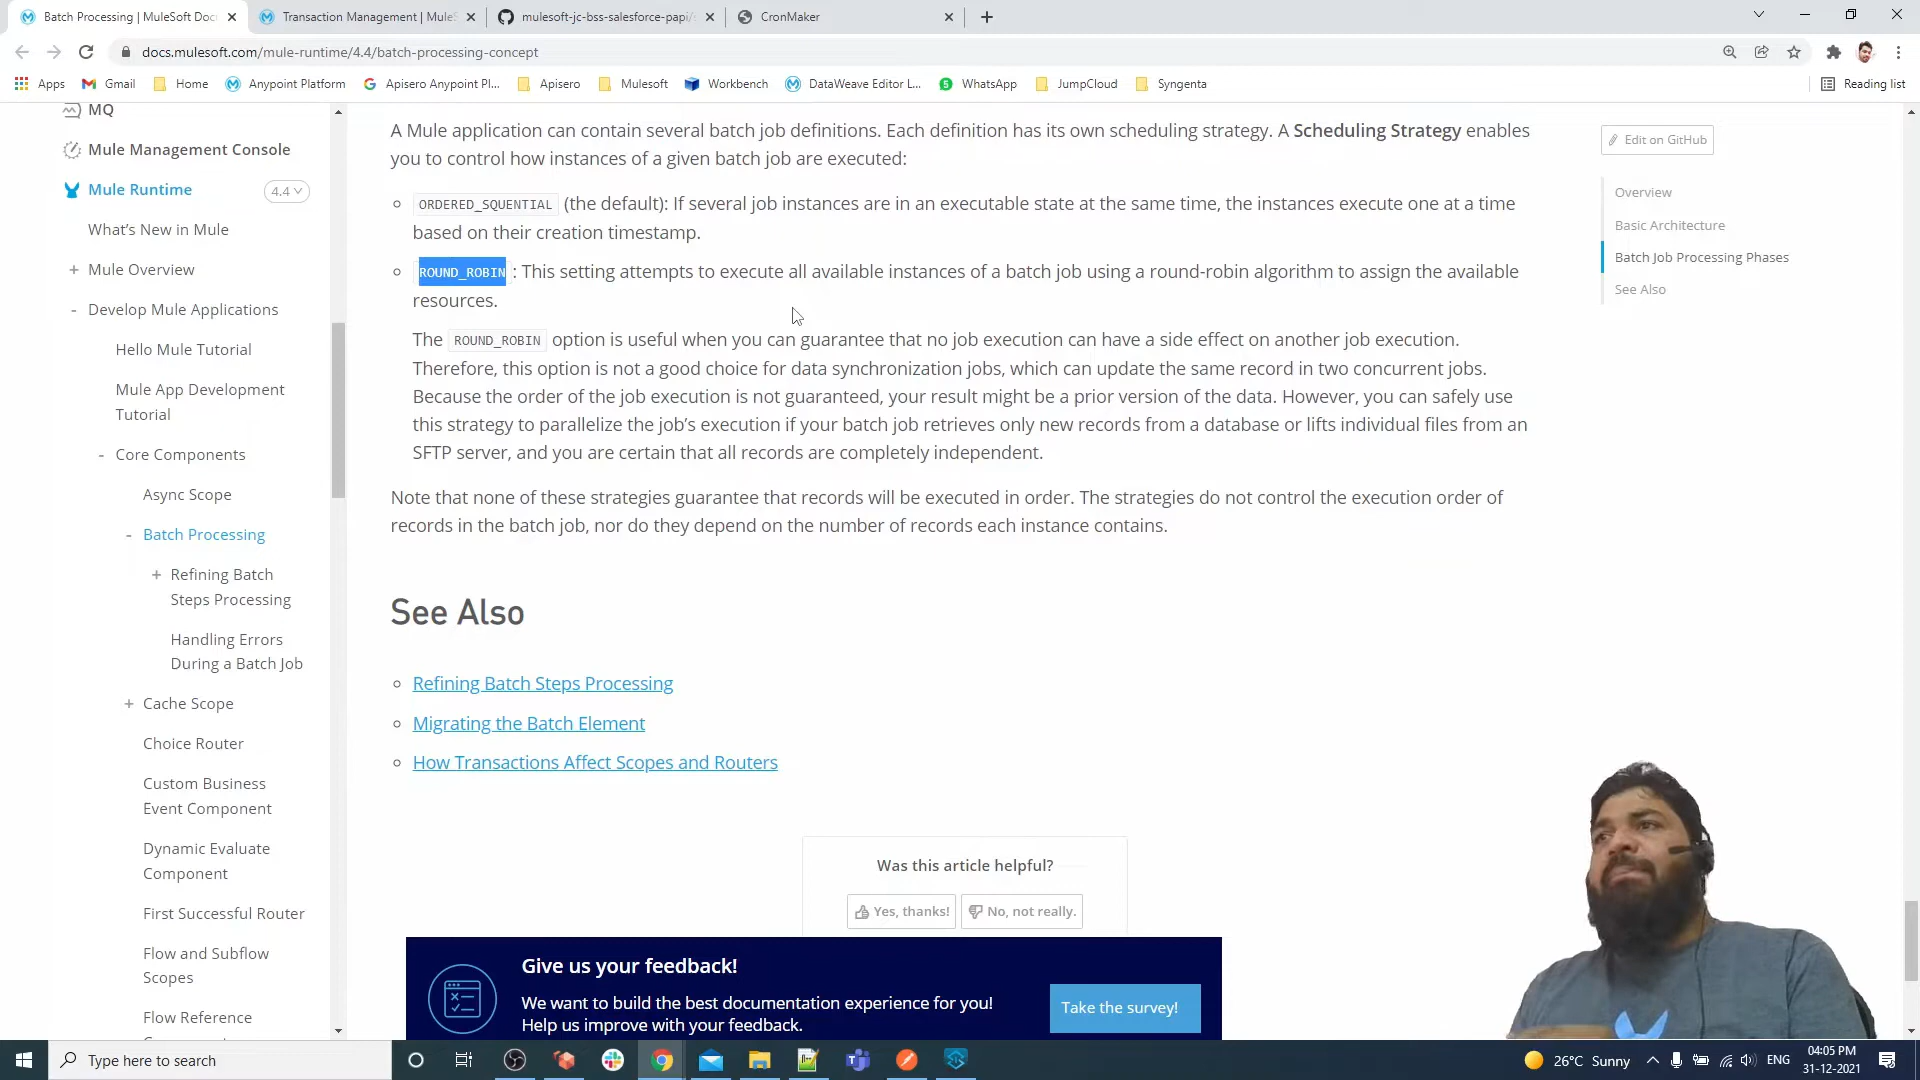 Batch Processing | MuleSoft Doc
Transaction Management | MuleS
mulesoft-jc-bss-salesforce-papi/
CronMaker
docs.mulesoft.com/mule-runtime/4.4/batch-processing-concept
Apps
Gmail
Home
Anypoint Platform
Apisero Anypoint Pl...
Apisero
Mulesoft
Workbench
DataWeave Editor L...
WhatsApp
JumpCloud
Syngenta
Reading list
MQ
Mule Management Console
Mule Runtime
4.4
What's New in Mule
+ Mule Overview
- Develop Mule Applications
Hello Mule Tutorial
Mule App Development
Tutorial
- Core Components
Async Scope
- Batch Processing
+ Refining Batch
Steps Processing
Handling Errors
During a Batch Job
+ Cache Scope
Choice Router
Custom Business
Event Component
Dynamic Evaluate
Component
First Successful Router
Flow and Subflow
Scopes
Flow Reference
A Mule application can contain several batch job definitions. Each definition has its own scheduling strategy. A Scheduling Strategy enables
you to control how instances of a given batch job are executed:
ORDERED_SQUENTIAL (the default): If several job instances are in an executable state at the same time, the instances execute one at a time
based on their creation timestamp.
ROUND_ROBIN : This setting attempts to execute all available instances of a batch job using a round-robin algorithm to assign the available
resources.
The ROUND_ROBIN option is useful when you can guarantee that no job execution can have a side effect on another job execution.
Therefore, this option is not a good choice for data synchronization jobs, which can update the same record in two concurrent jobs.
Because the order of the job execution is not guaranteed, your result might be a prior version of the data. However, you can safely use
this strategy to parallelize the job's execution if your batch job retrieves only new records from a database or lifts individual files from an
SFTP server, and you are certain that all records are completely independent.
Note that none of these strategies guarantee that records will be executed in order. The strategies do not control the execution order of
records in the batch job, nor do they depend on the number of records each instance contains.
See Also
Refining Batch Steps Processing
Migrating the Batch Element
How Transactions Affect Scopes and Routers
Was this article helpful?
Yes, thanks!
No, not really.
Give us your feedback!
We want to build the best documentation experience for you!
Help us improve with your feedback.
Take the survey!
Edit on GitHub
Overview
Basic Architecture
Batch Job Processing Phases
See Also
Type here to search
26°C Sunny
ENG
04:05 PM
31-12-2021